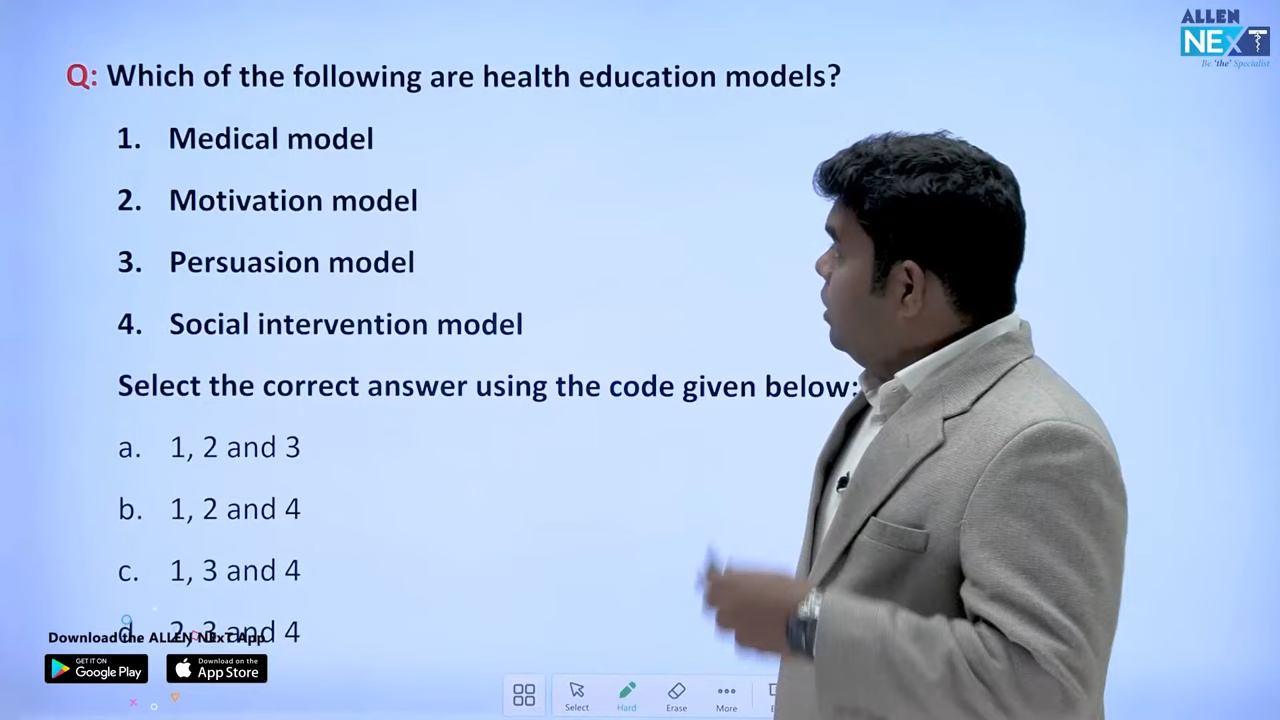 ALLEN
NExT
Be 'the' Specialist
Q: Which of the following are health education models?
1. Medical model
2. Motivation model
3. Persuasion model
4. Social intervention model
Select the correct answer using the code given below:
a. 1, 2 and 3
b. 1, 2 and 4
c. 1, 3 and 4
d. 2, 3 and 4
Download the ALLEN NExT App
GET IT ON
Google Play
Download on the
App Store
Select
Hard
Erase
More